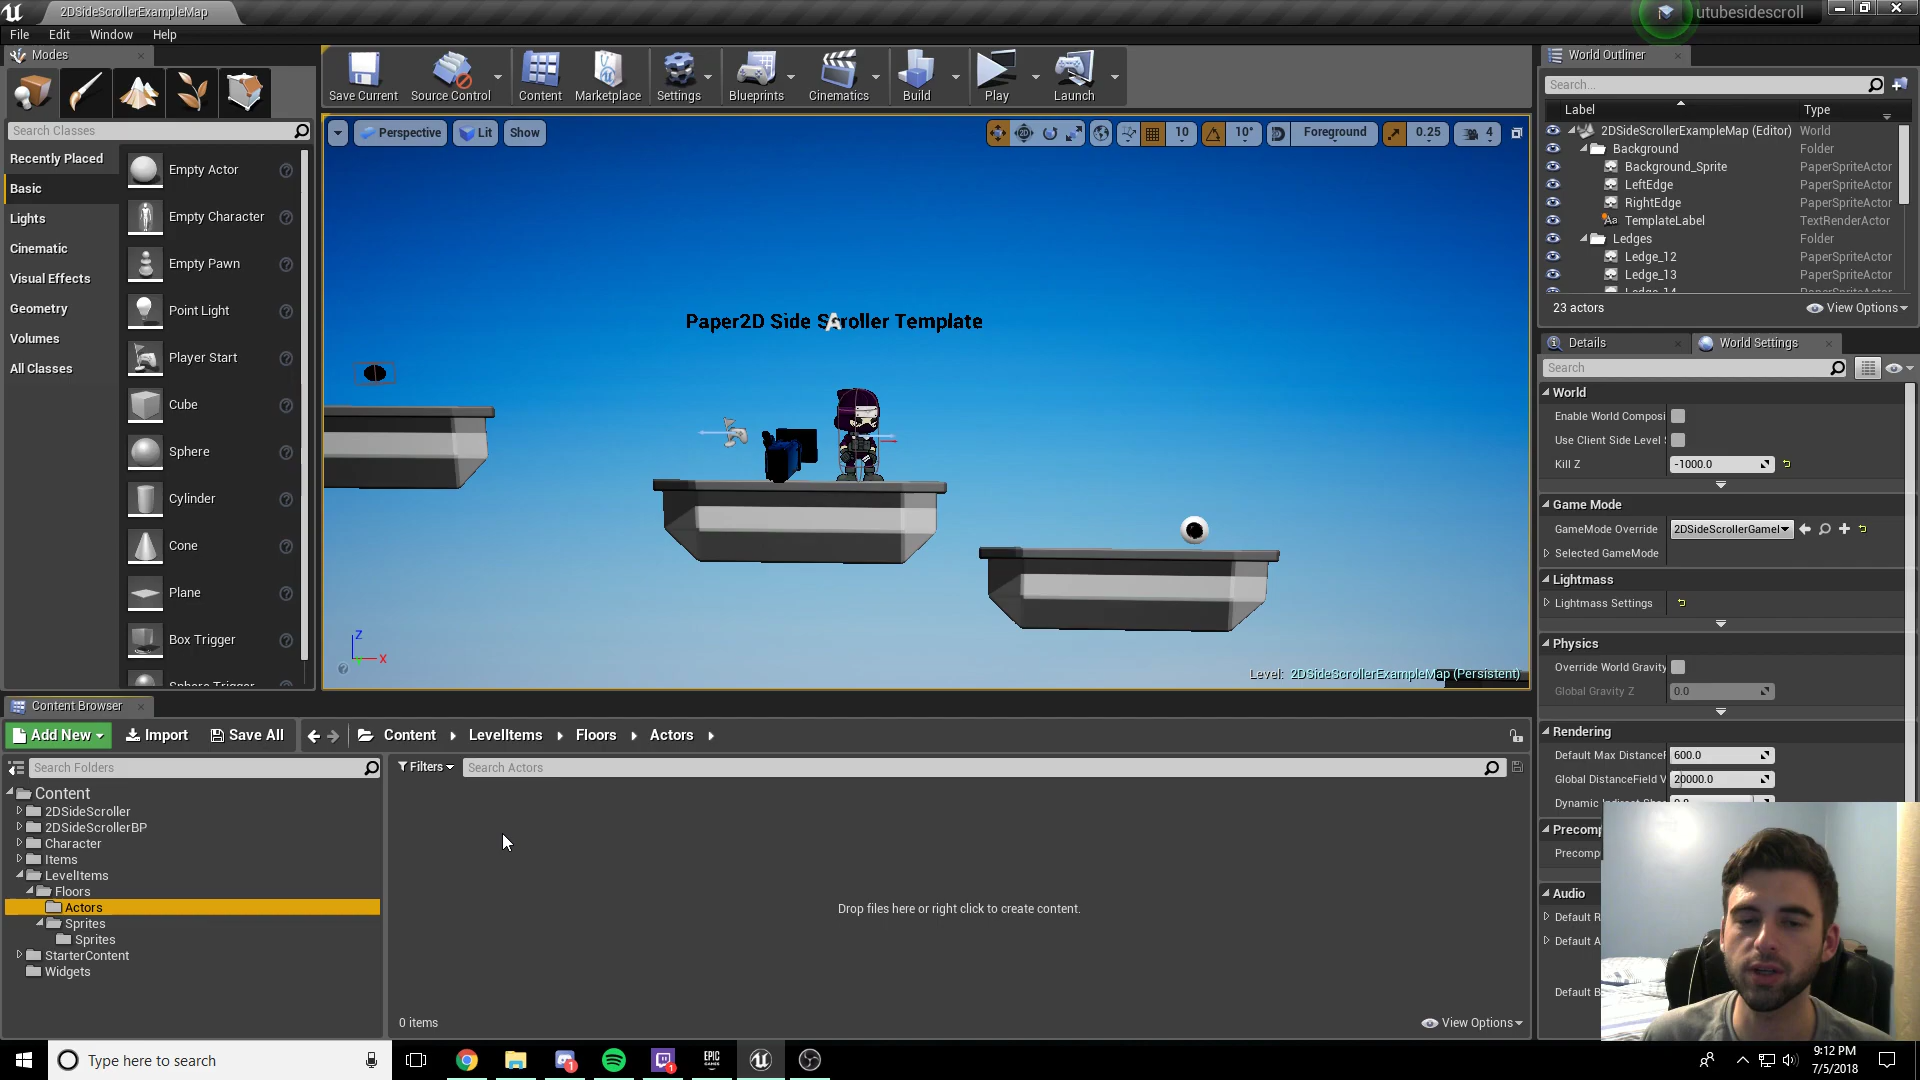 2DSideScrollerExampleMap
utubesidescroll
File Edit Window Help
Modes
Search Classes
Recently Placed
Basic
Lights
Cinematic
Visual Effects
Geometry
Volumes
All Classes
Empty Actor
Empty Character
Empty Pawn
Point Light
Player Start
Cube
Sphere
Cylinder
Cone
Plane
Box Trigger
Sphere Trigger
Save Current Source Control Content Marketplace Settings Blueprints Cinematics Build Play Launch
Perspective Lit Show
10 10° Foreground 0.25 4
Paper2D Side Scroller Template
Z
X
Level: 2DSideScrollerExampleMap (Persistent)
World Outliner
Search...
Label Type
2DSideScrollerExampleMap (Editor) World
Background Folder
Background_Sprite PaperSpriteActor
LeftEdge PaperSpriteActor
RightEdge PaperSpriteActor
TemplateLabel TextRenderActor
Ledges Folder
Ledge_12 PaperSpriteActor
Ledge_13 PaperSpriteActor
Ledge_14 PaperSpriteActor
23 actors View Options
Details World Settings
Search
World
Enable World Composi
Use Client Side Level
Kill Z -1000.0
Game Mode
GameMode Override 2DSideScrollerGameI
Selected GameMode
Lightmass
Lightmass Settings
Physics
Override World Gravity
Global Gravity Z 0.0
Rendering
Default Max DistanceF 600.0
Global DistanceField V 20000.0
Precomp
Precomp
Audio
Default R
Default A
Default B
Content Browser
Add New Import Save All Content LevelItems Floors Actors
Search Folders
Filters Search Actors
Content
2DSideScroller
2DSideScrollerBP
Character
Items
LevelItems
Floors
Actors
Sprites
Sprites
StarterContent
Widgets
Drop files here or right click to create content.
0 items View Options
Type here to search
EPIC GAMES
9:12 PM
7/5/2018